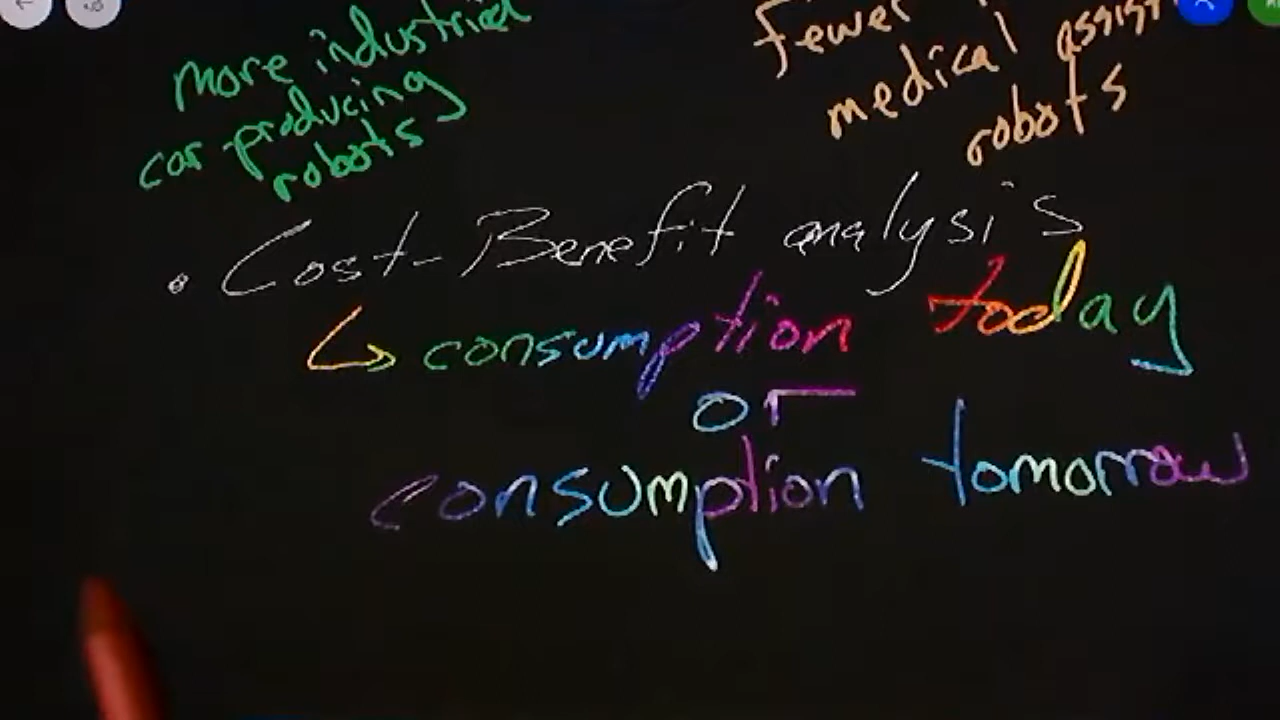 more industrial
car-producing
robots
fewer
medical assist
robots
• Cost-Benefit analysis
↳ consumption today
or
consumption tomorrow